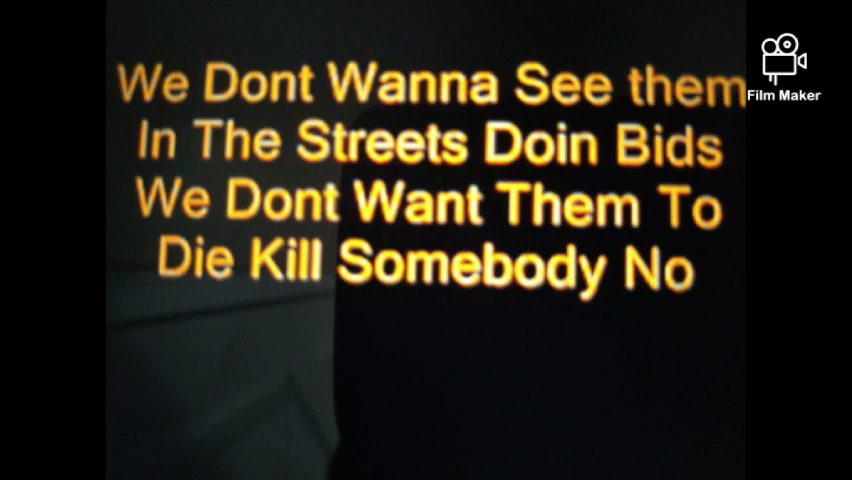 We Dont Wanna See them
In The Streets Doin Bids
We Dont Want Them To
Die Kill Somebody No
Film Maker